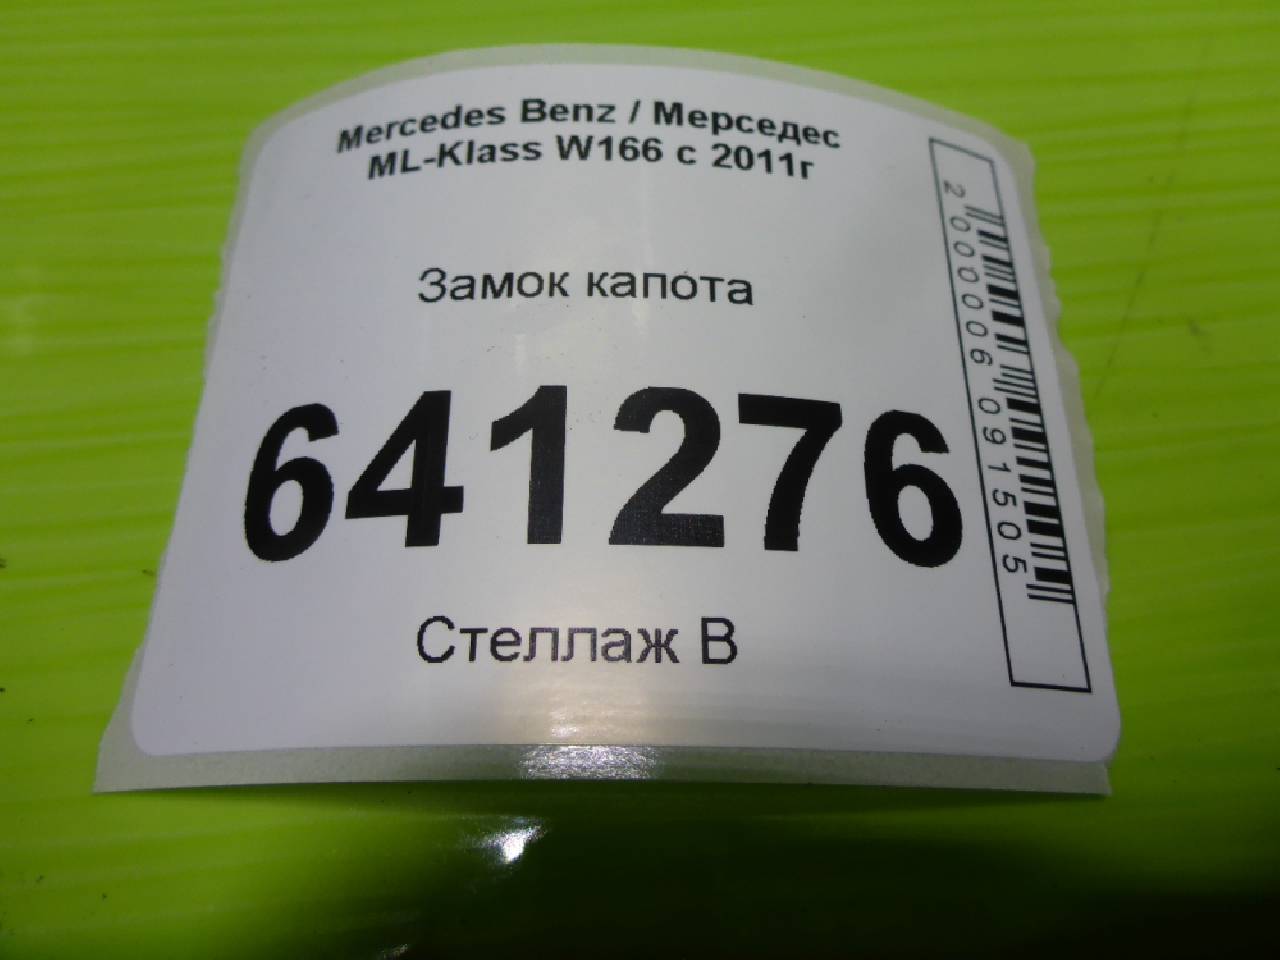 Mercedes Benz / Мерседес
ML-Klass W166 с 2011г
Замок капота
641276
Стеллаж В
2000006091505